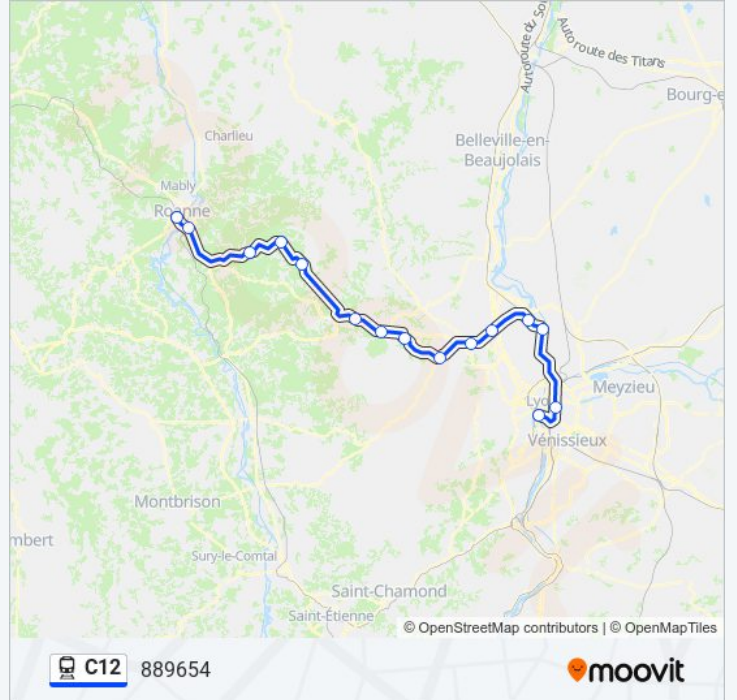 Autoroute du Sol
Autoroute des Titans
Bourg-e
Charlieu
Belleville-en-
Beaujolais
Mably
Roanne
Lyo
Meyzieu
Vénissieux
Montbrison
mbert
Sury-le-Comtal
Saint-Chamond
Saint-Étienne
© OpenStreetMap contributors | © OpenMapTiles
C12 889654
moovit